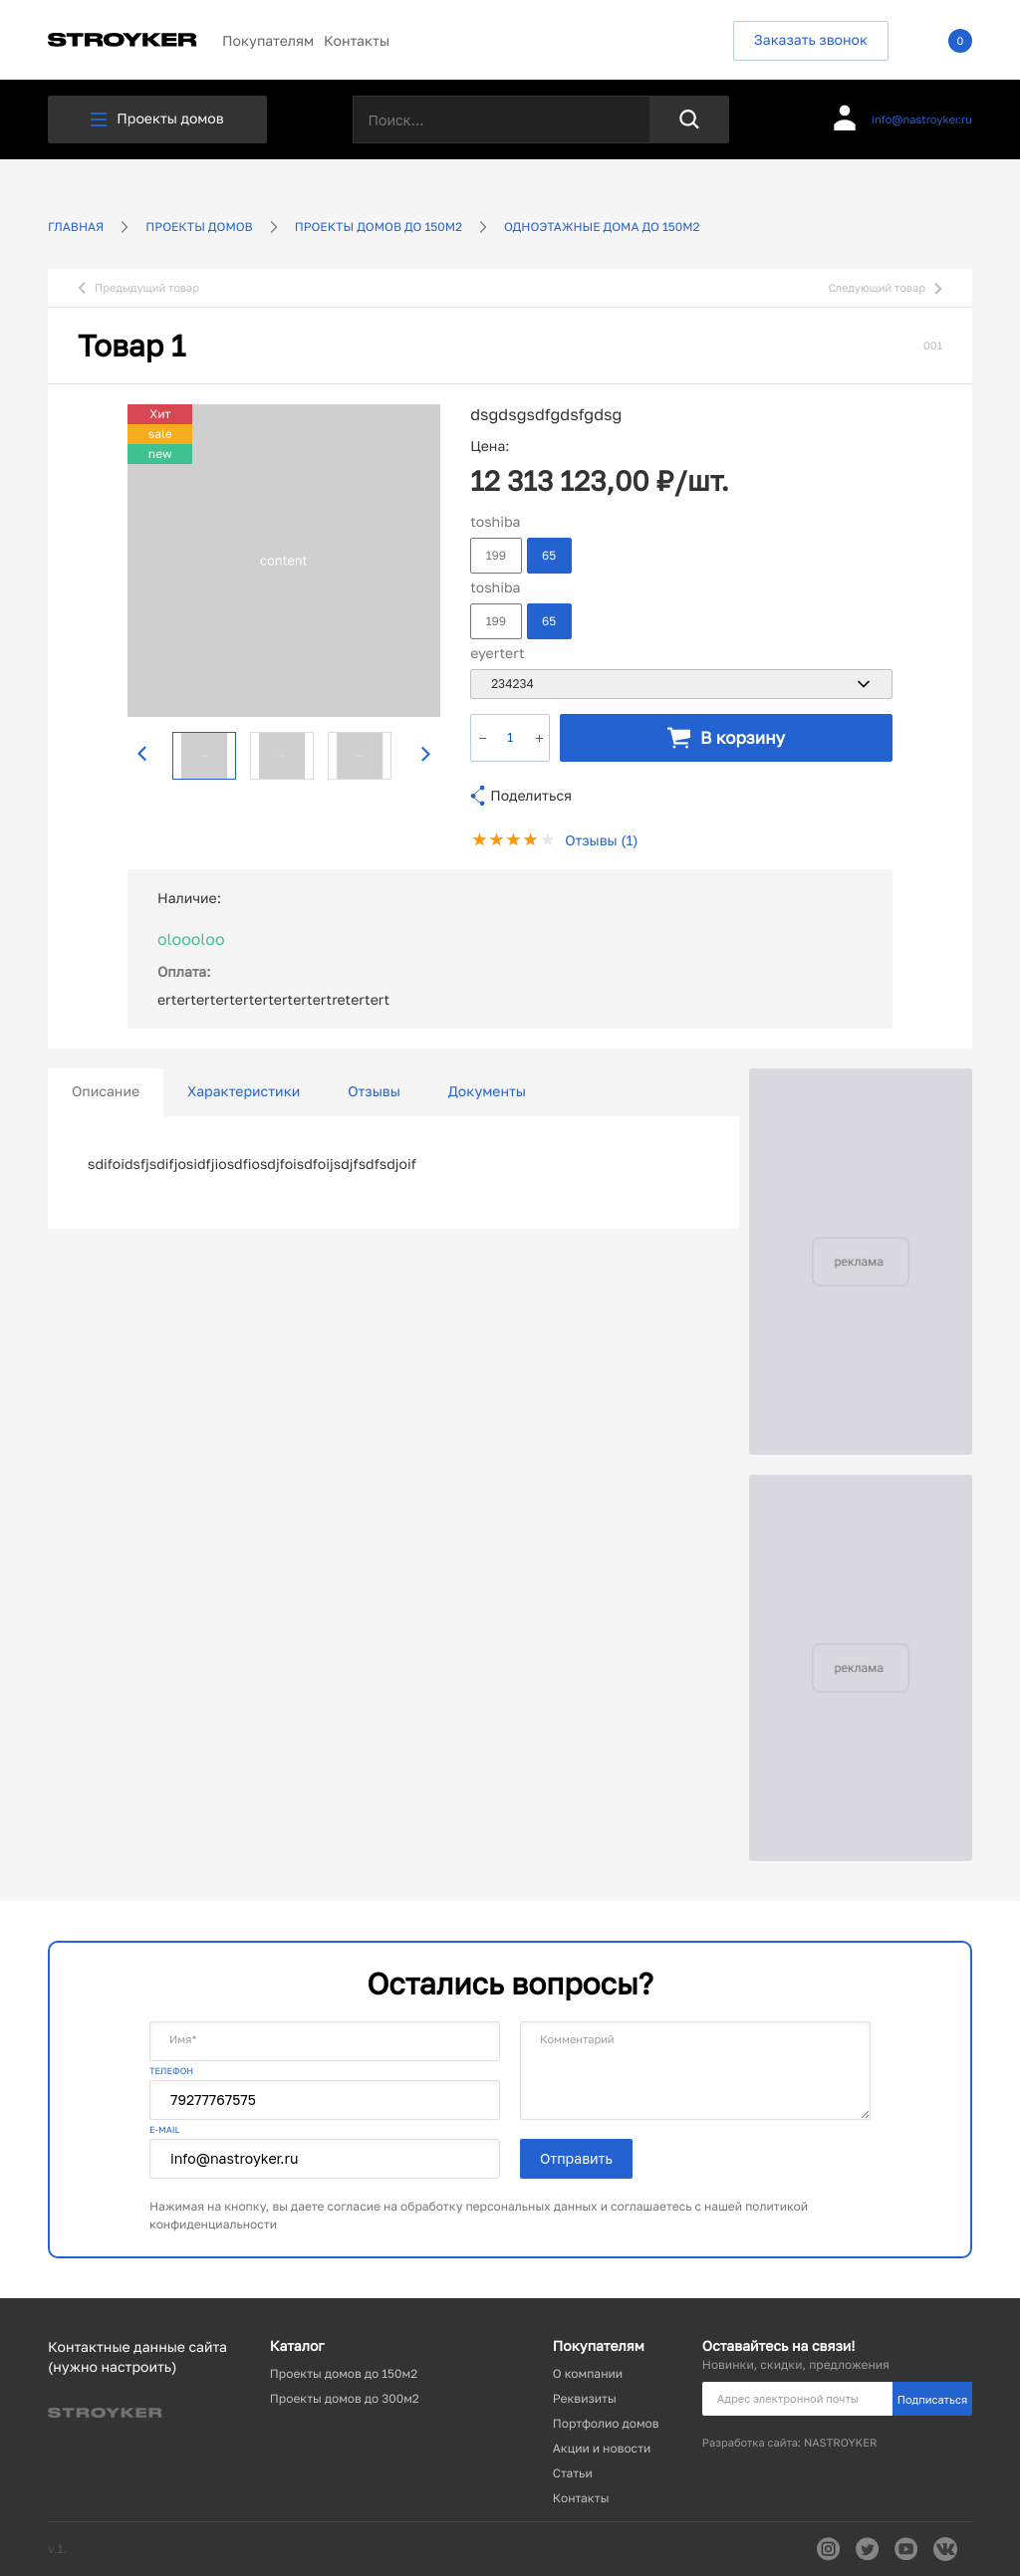 STROYKER Покупателям Контакты Заказать звонок 0
Проекты домов Поиск... info@nastroyker.ru
ГЛАВНАЯ ПРОЕКТЫ ДОМОВ ПРОЕКТЫ ДОМОВ ДО 150М2 ОДНОЭТАЖНЫЕ ДОМА ДО 150М2
Предыдущий товар Следующий товар
Товар 1 001
Хит
sale
new
content
dsgdsgsdfgdsfgdsg
Цена:
12 313 123,00 ₽/шт.
toshiba
199 65
toshiba
199 65
eyertert
234234
− 1 + В корзину
Поделиться
Отзывы (1)
Наличие:
oloooloo
Оплата:
ertertertertertertertertretertert
Описание Характеристики Отзывы Документы
sdifoidsfjsdifjosidfjiosdfiosdjfoisdfoijsdjfsdfsdjoif
реклама
реклама
Остались вопросы?
Имя*
Комментарий
ТЕЛЕФОН
79277767575
E-MAIL
info@nastroyker.ru
Отправить
Нажимая на кнопку, вы даете согласие на обработку персональных данных и соглашаетесь с нашей политикой
конфиденциальности
Контактные данные сайта
(нужно настроить)
STROYKER
Каталог
Проекты домов до 150м2
Проекты домов до 300м2
Покупателям
О компании
Реквизиты
Портфолио домов
Акции и новости
Статьи
Контакты
Оставайтесь на связи!
Новинки, скидки, предложения
Адрес электронной почты Подписаться
Разработка сайта: NASTROYKER
v.1.